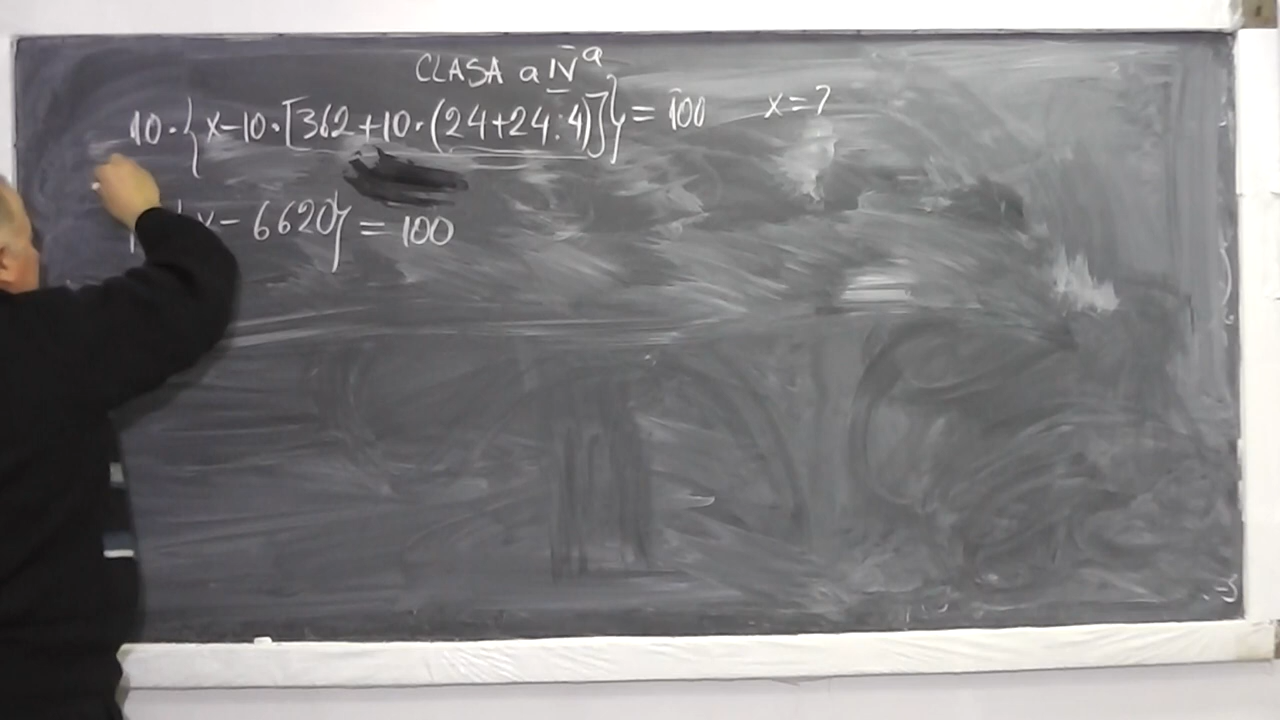 CLASA a IV a
10·{x-10·[362+10·(24+24:4)]}=100 x=?
x-6620}=100